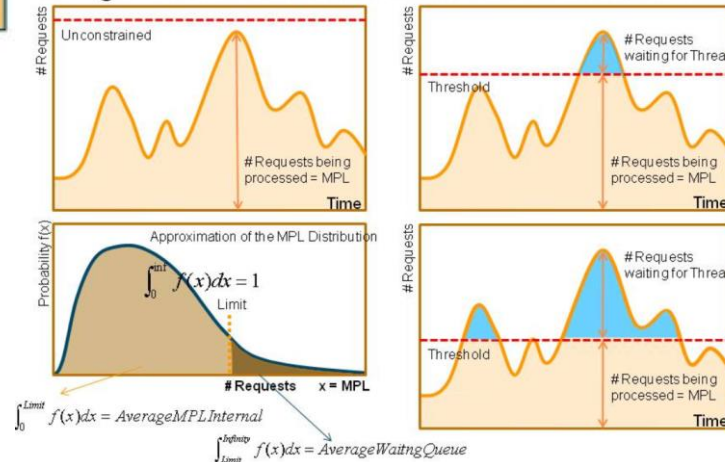 # Requests
Unconstrained
# Requests being
processed = MPL
Time
# Requests
Threshold
# Requests
waiting for
# Requests being
processed = MPL
Time
Probability f(x)
Approximation of the MPL Distribution
∫₀^inf f(x)dx = 1
Limit
# Requests x = MPL
∫₀^Limit f(x)dx = AverageMPLInternal
∫_Limit^Infinity f(x)dx = AverageWaitngQueue
# Requests
Threshold
# Requests
waiting for
# Requests being
processed = MPL
Time